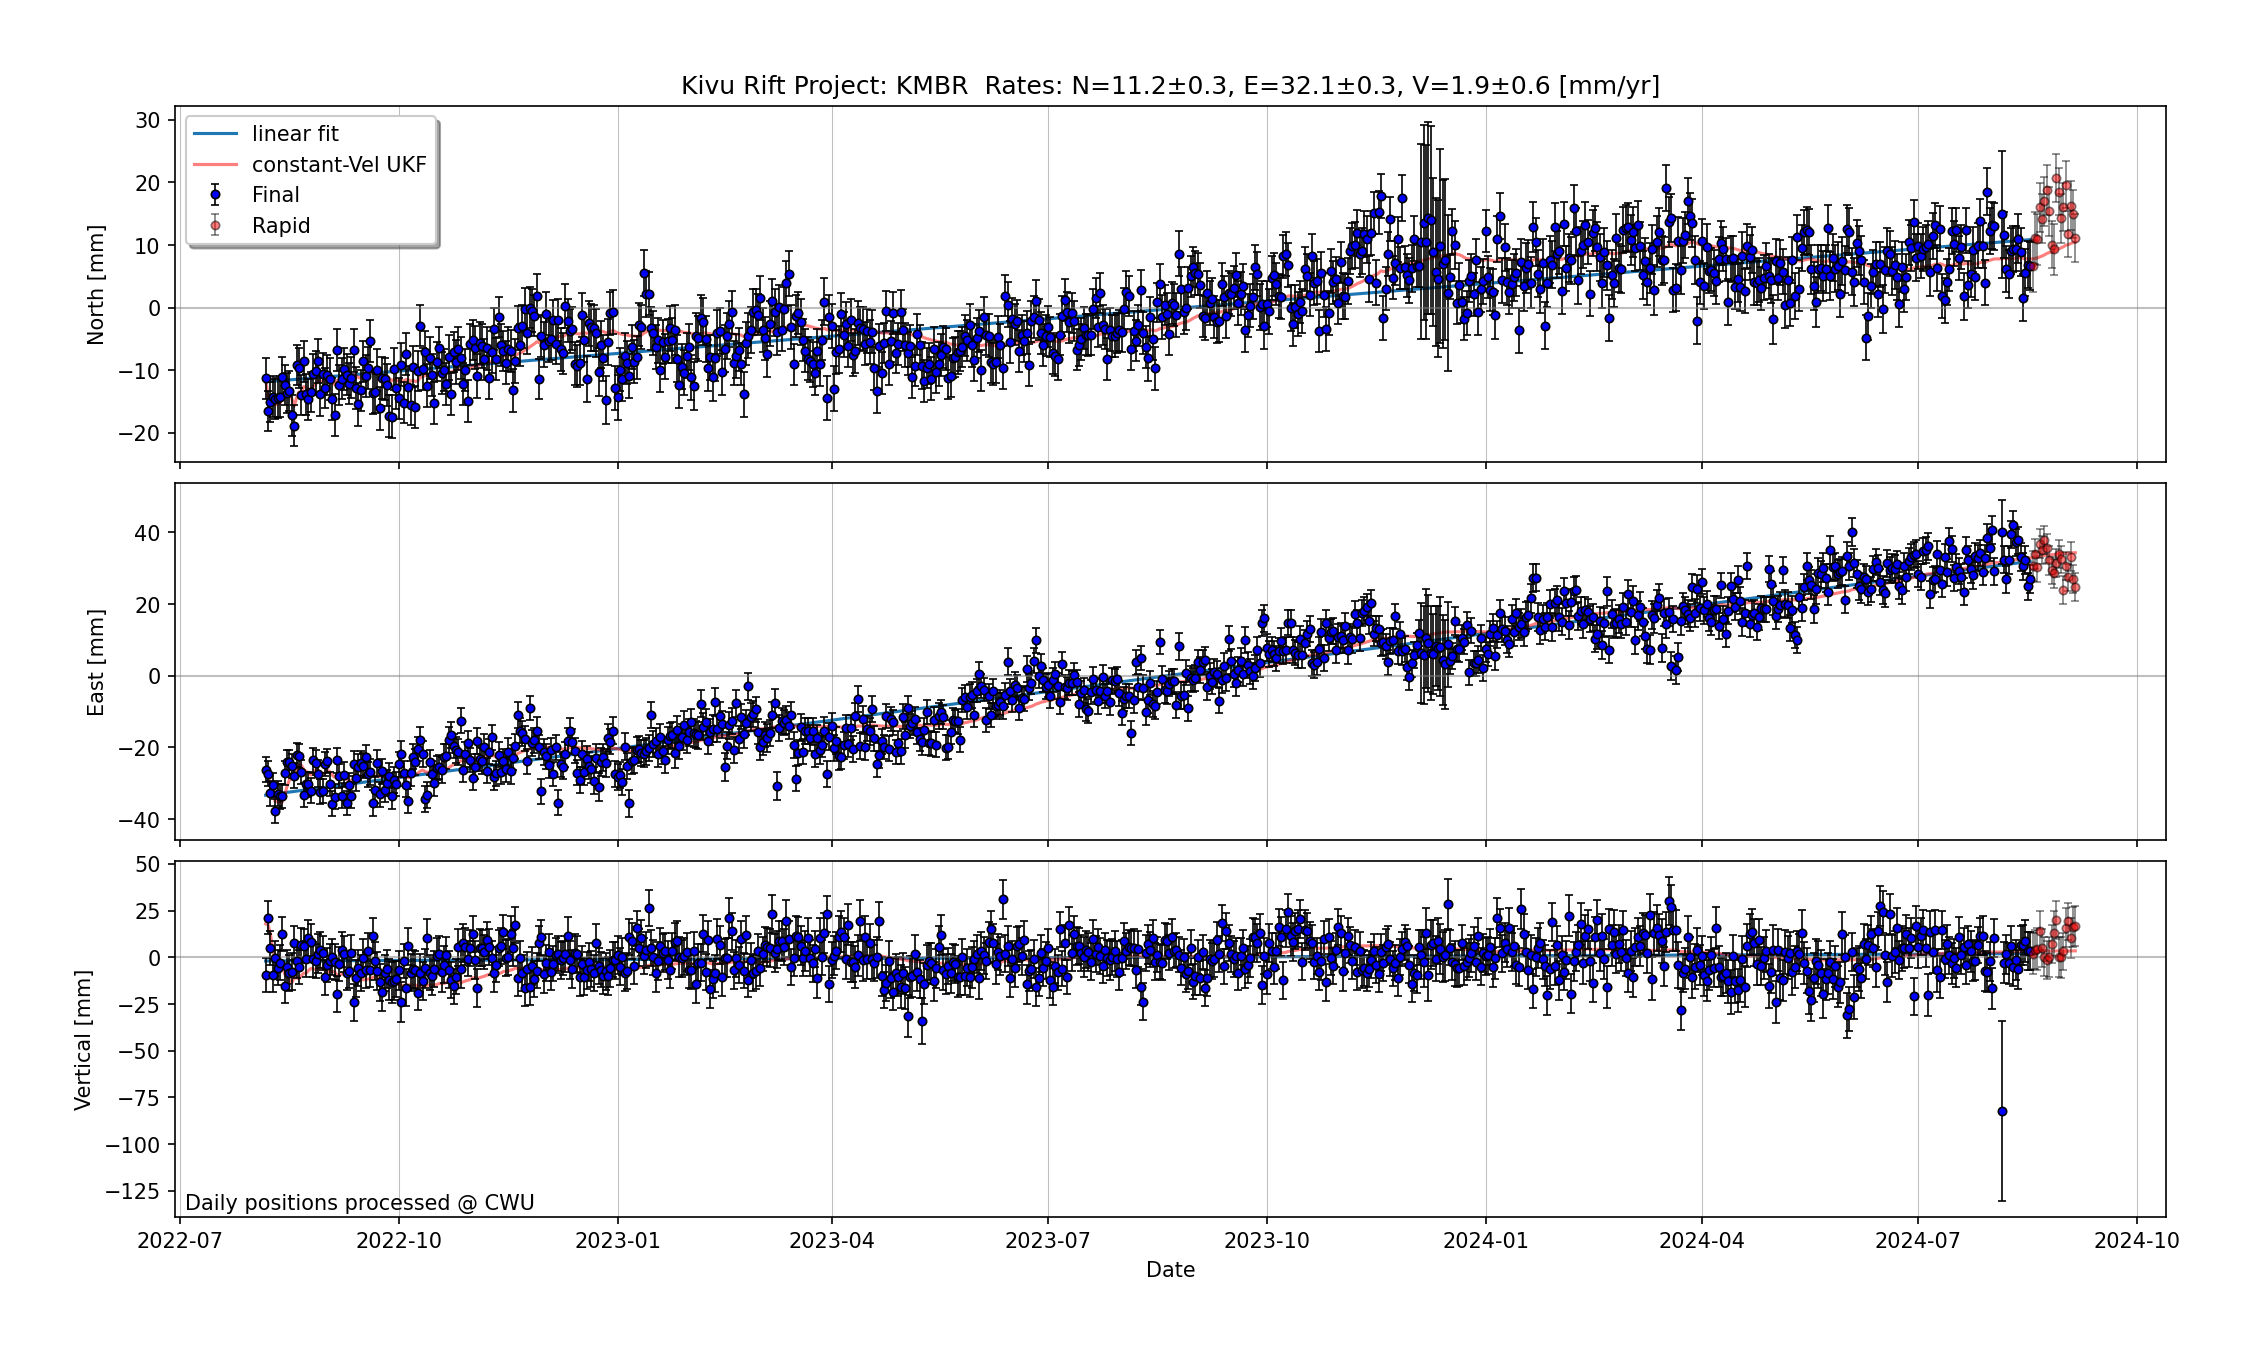 Kivu Rift Project: KMBR  Rates: N=11.2±0.3, E=32.1±0.3, V=1.9±0.6 [mm/yr]
30
20
10
0
−10
−20
North [mm]
linear fit
constant-Vel UKF
Final
Rapid
40
20
0
−20
−40
East [mm]
50
25
0
−25
−50
−75
−100
−125
Vertical [mm]
Daily positions processed @ CWU
2022-07 2022-10 2023-01 2023-04 2023-07 2023-10 2024-01 2024-04 2024-07 2024-10
Date